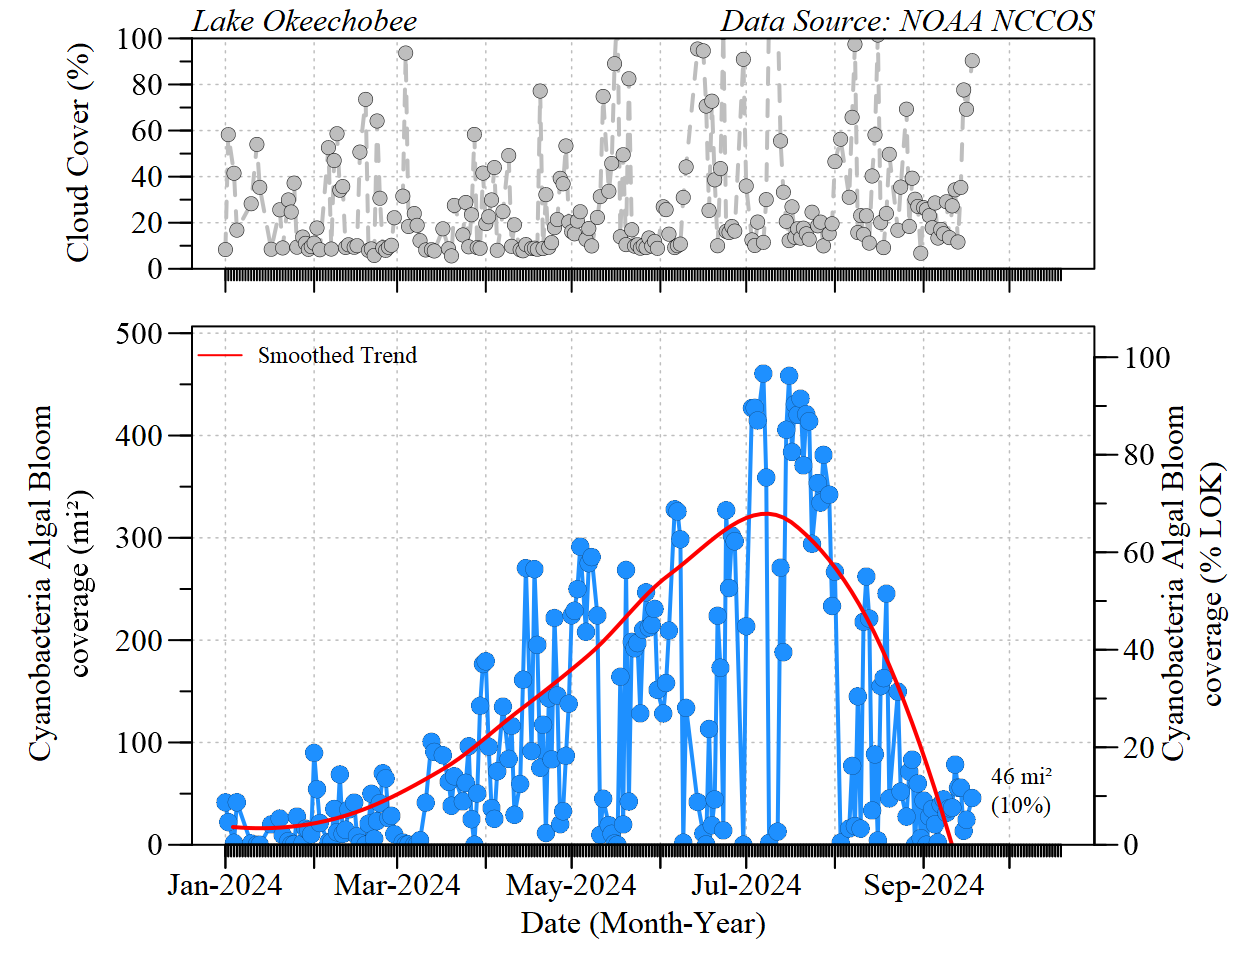 Lake Okeechobee
Data Source: NOAA NCCOS
Cloud Cover (%)
100
80
60
40
20
0
Smoothed Trend
Cyanobacteria Algal Bloom
coverage (mi²)
500
400
300
200
100
0
100
80
60
40
20
0
Cyanobacteria Algal Bloom
coverage (% LOK)
46 mi²
(10%)
Jan-2024 Mar-2024 May-2024 Jul-2024 Sep-2024
Date (Month-Year)